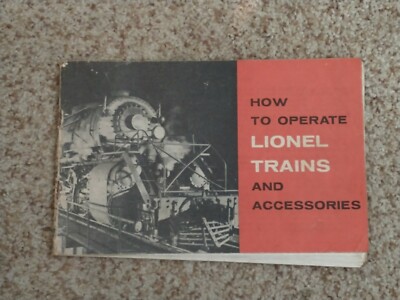 HOW
TO OPERATE
LIONEL
TRAINS
AND
ACCESSORIES